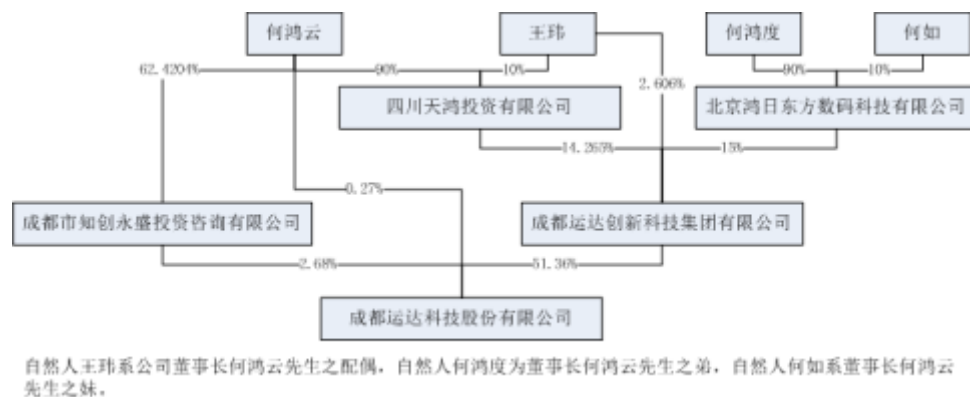 何鸿云
王玮
何鸿度
何如
62.4204%
90%
10%
2.606%
90%
10%
四川天鸿投资有限公司
北京鸿日东方数码科技有限公司
14.265%
15%
0.27%
成都市知创永盛投资咨询有限公司
成都运达创新科技集团有限公司
2.68%
51.36%
成都运达科技股份有限公司
自然人王玮系公司董事长何鸿云先生之配偶，自然人何鸿度为董事长何鸿云先生之弟，自然人何如系董事长何鸿云
先生之妹。